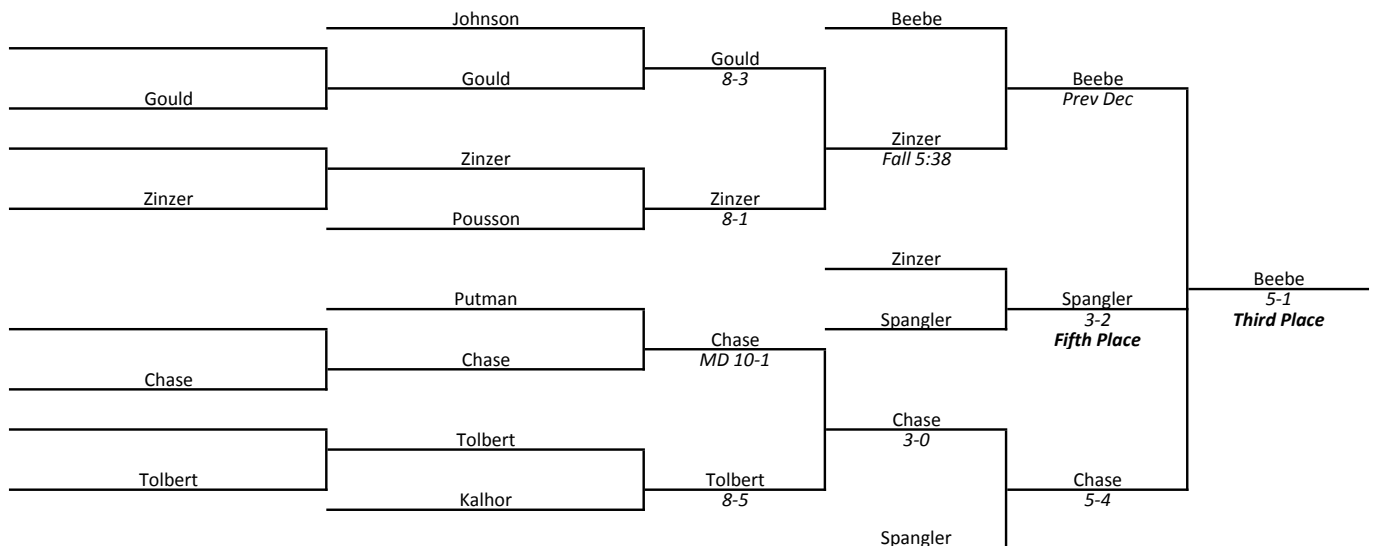 Johnson
Beebe
Gould
8-3
Gould
Beebe
Prev Dec
Gould
Zinzer
Fall 5:38
Zinzer
Zinzer
Zinzer
8-1
Pousson
Zinzer
Beebe
5-1
Third Place
Putman
Spangler
3-2
Fifth Place
Spangler
Chase
MD 10-1
Chase
Chase
Chase
3-0
Tolbert
Tolbert
Tolbert
8-5
Chase
5-4
Kalhor
Spangler